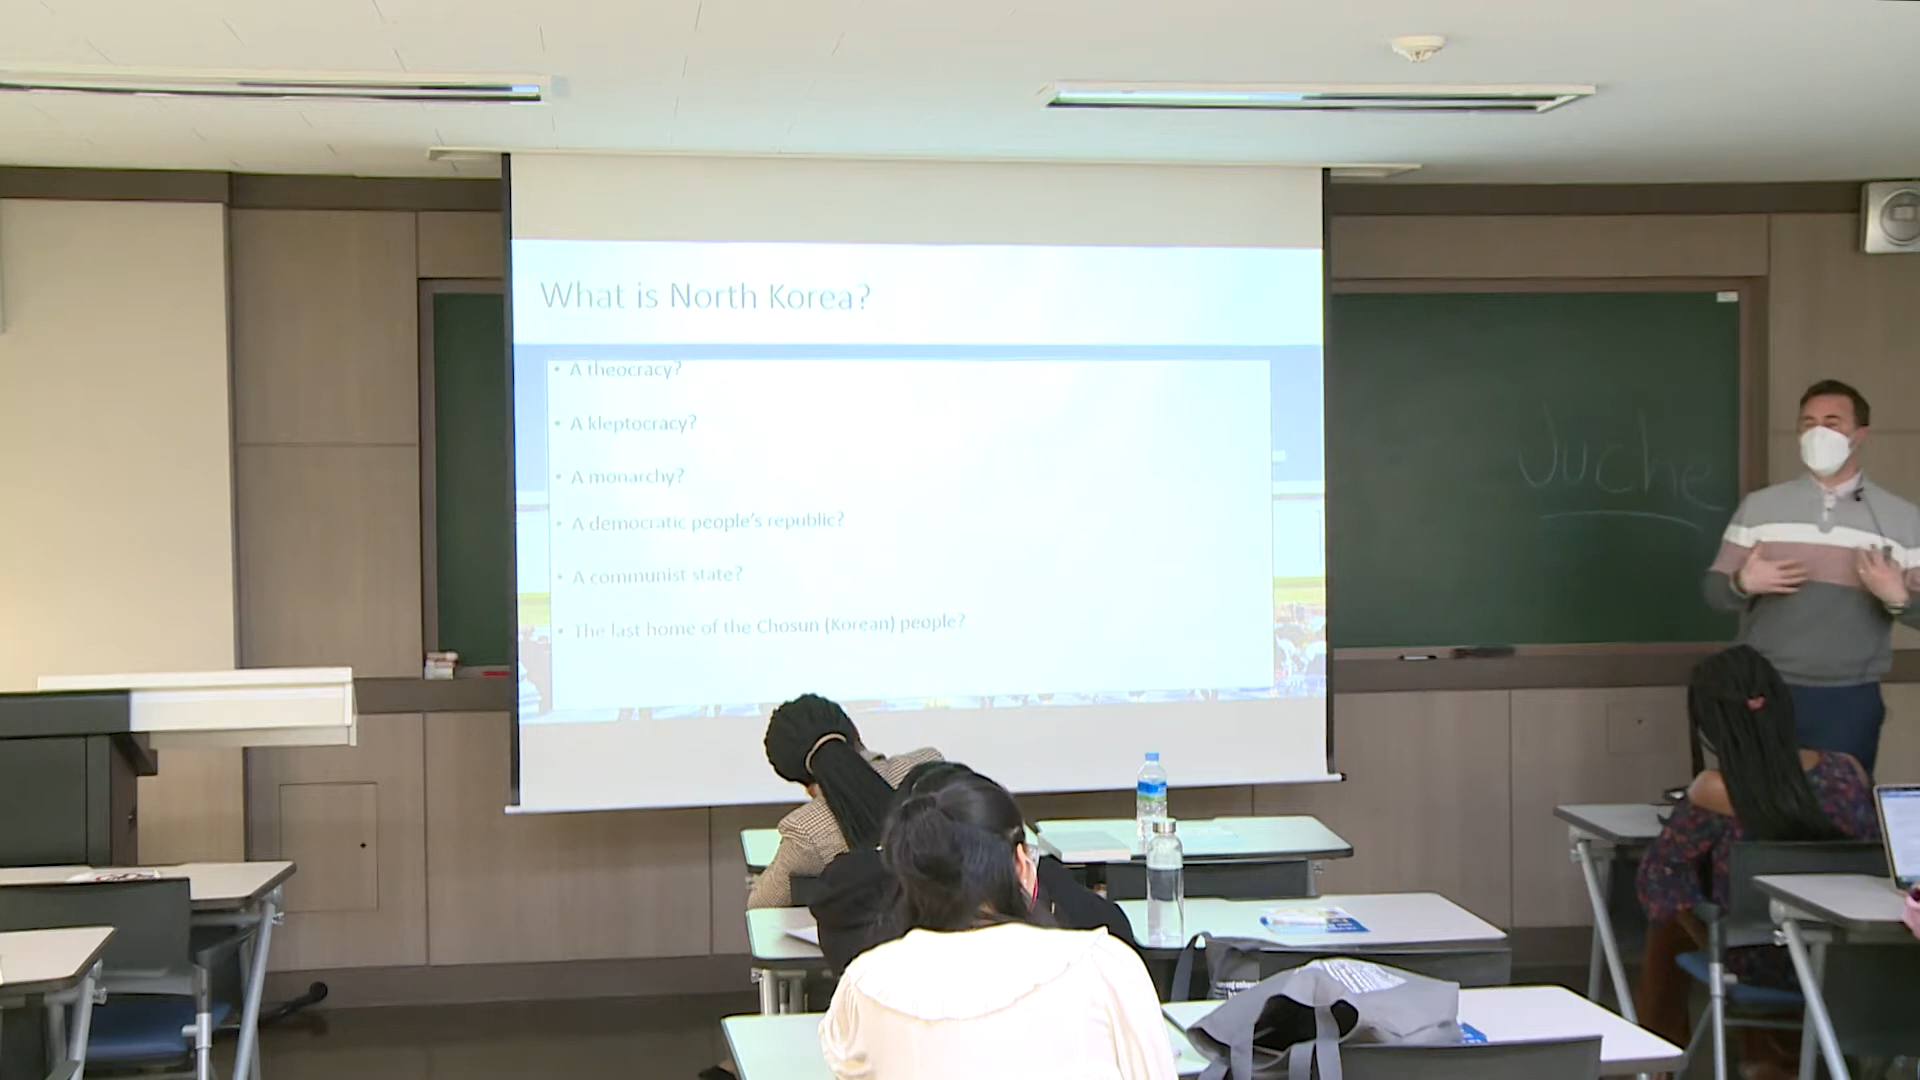 What is North Korea?
• A theocracy?
• A kleptocracy?
• A monarchy?
• A democratic people's republic?
• A communist state?
• The last home of the Chosun (Korean) people?
Juche